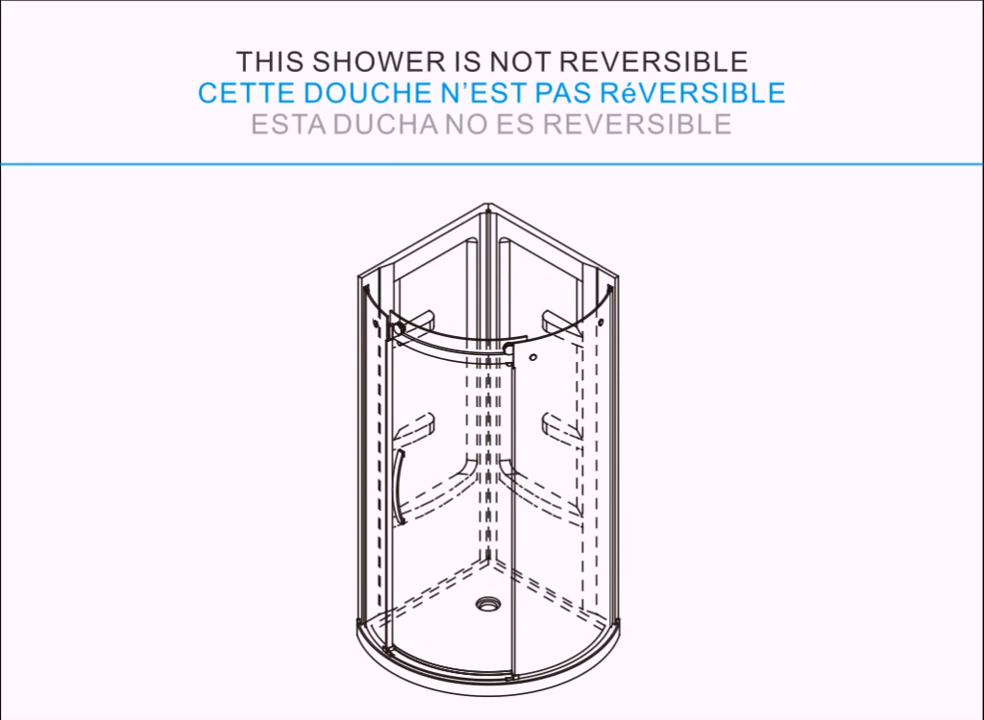 THIS SHOWER IS NOT REVERSIBLE
CETTE DOUCHE N’EST PAS RéVERSIBLE
ESTA DUCHA NO ES REVERSIBLE